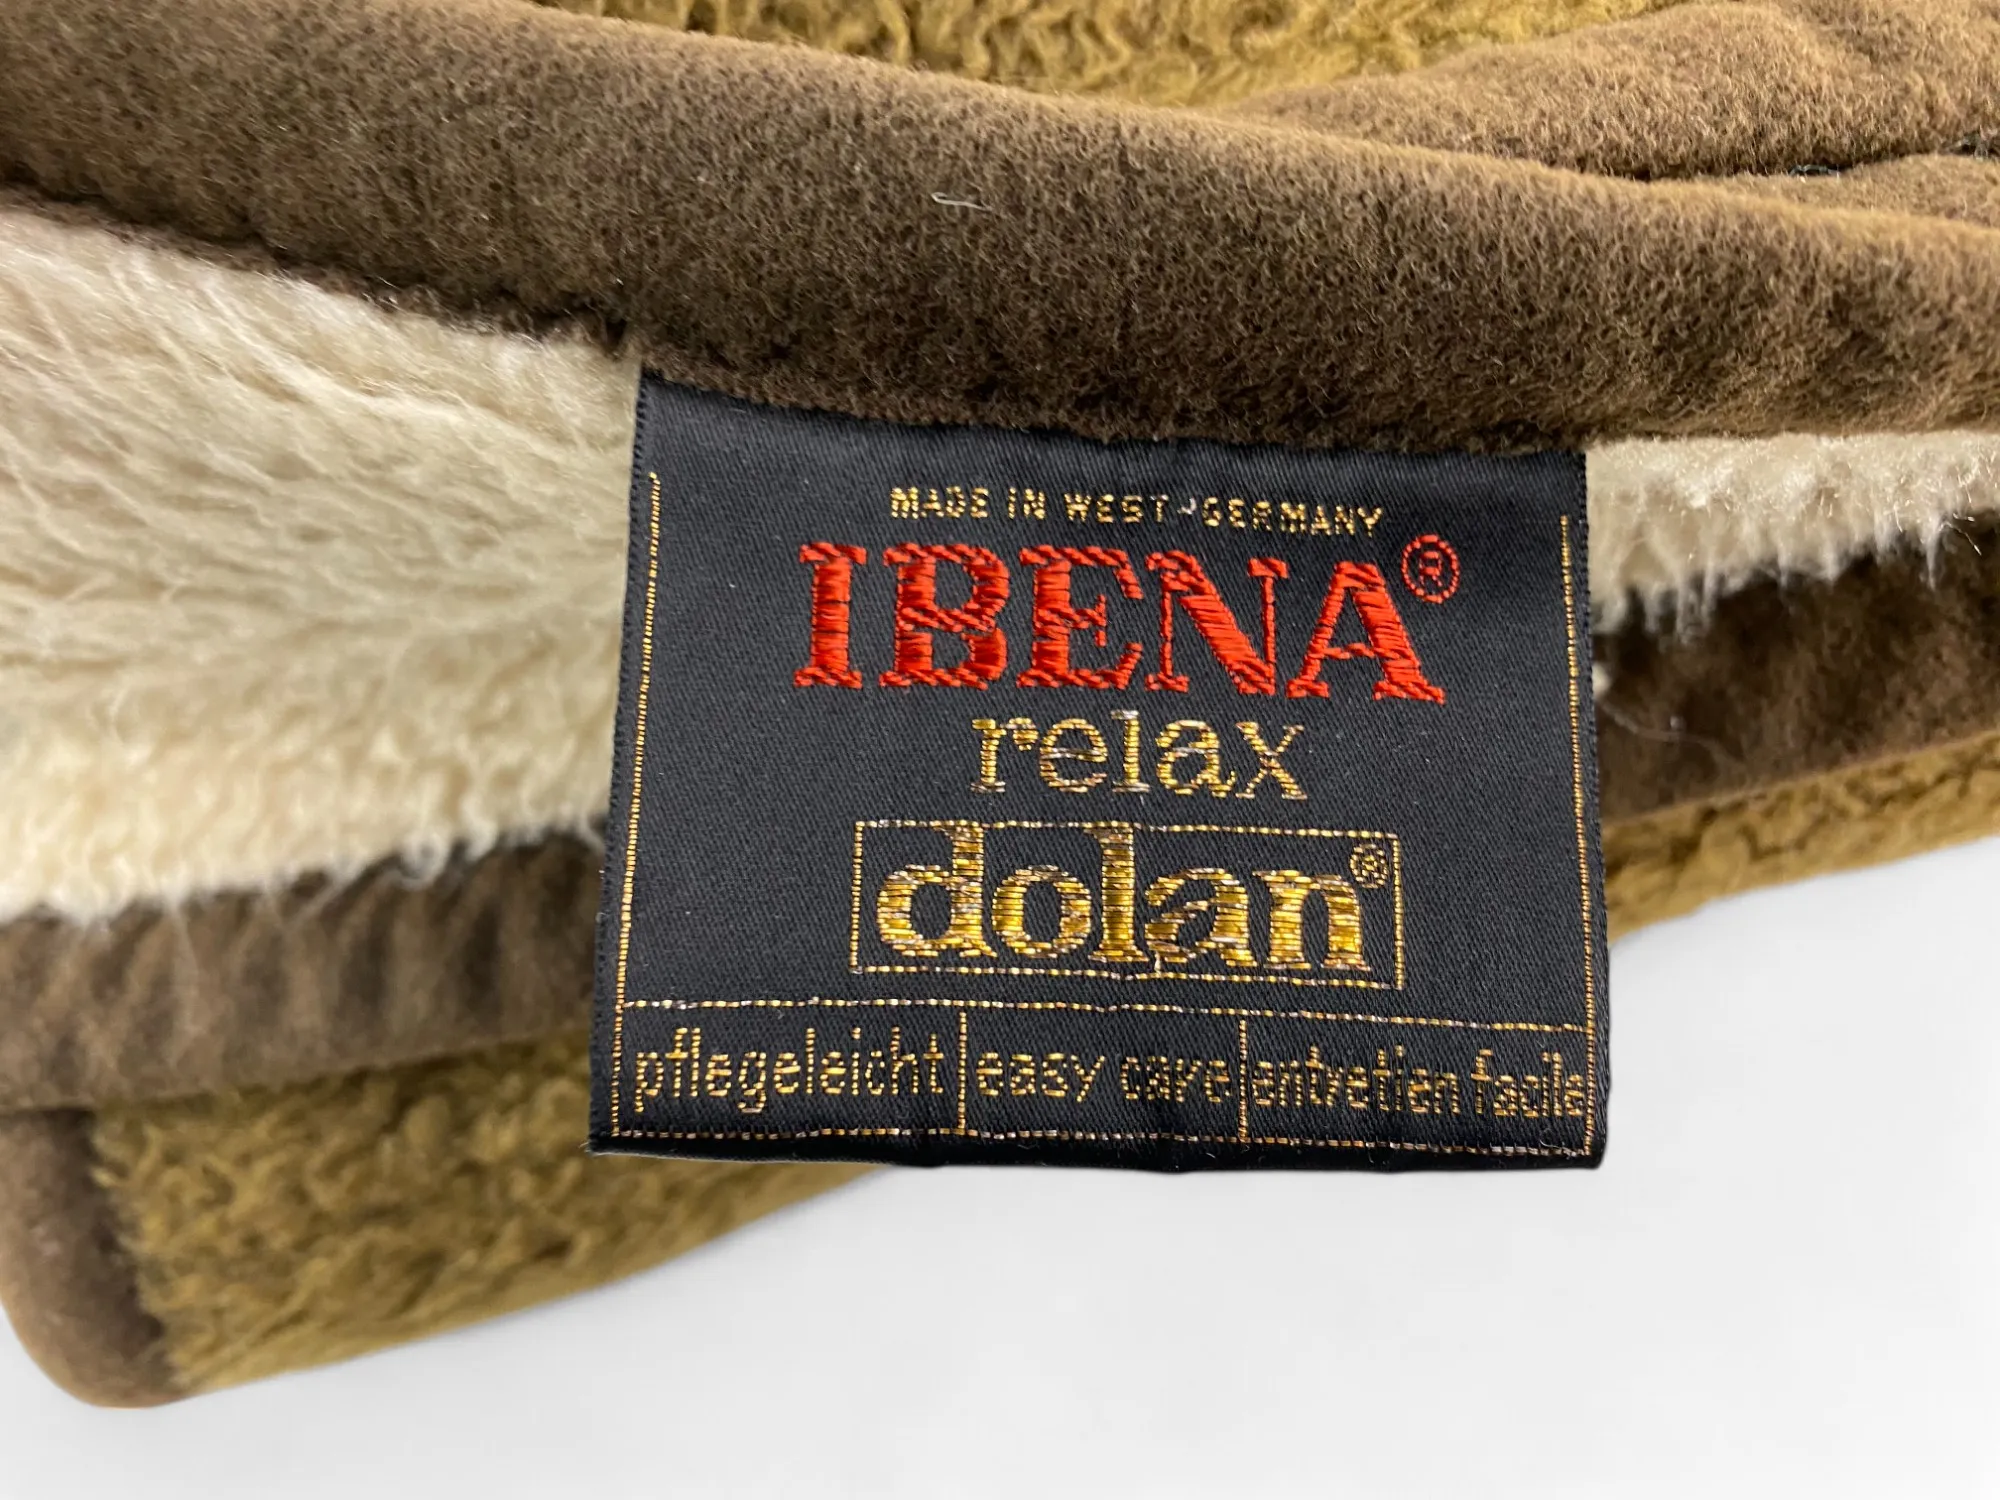 MADE IN WEST-GERMANY
IBENA®
relax
dolan®
pflegeleicht easy care entretien facile